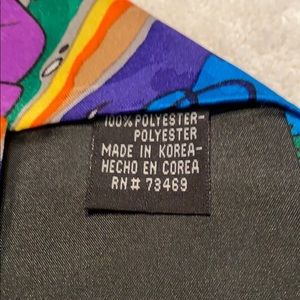 100% POLYESTER-
POLYESTER
MADE IN KOREA-
HECHO EN COREA
RN# 73469